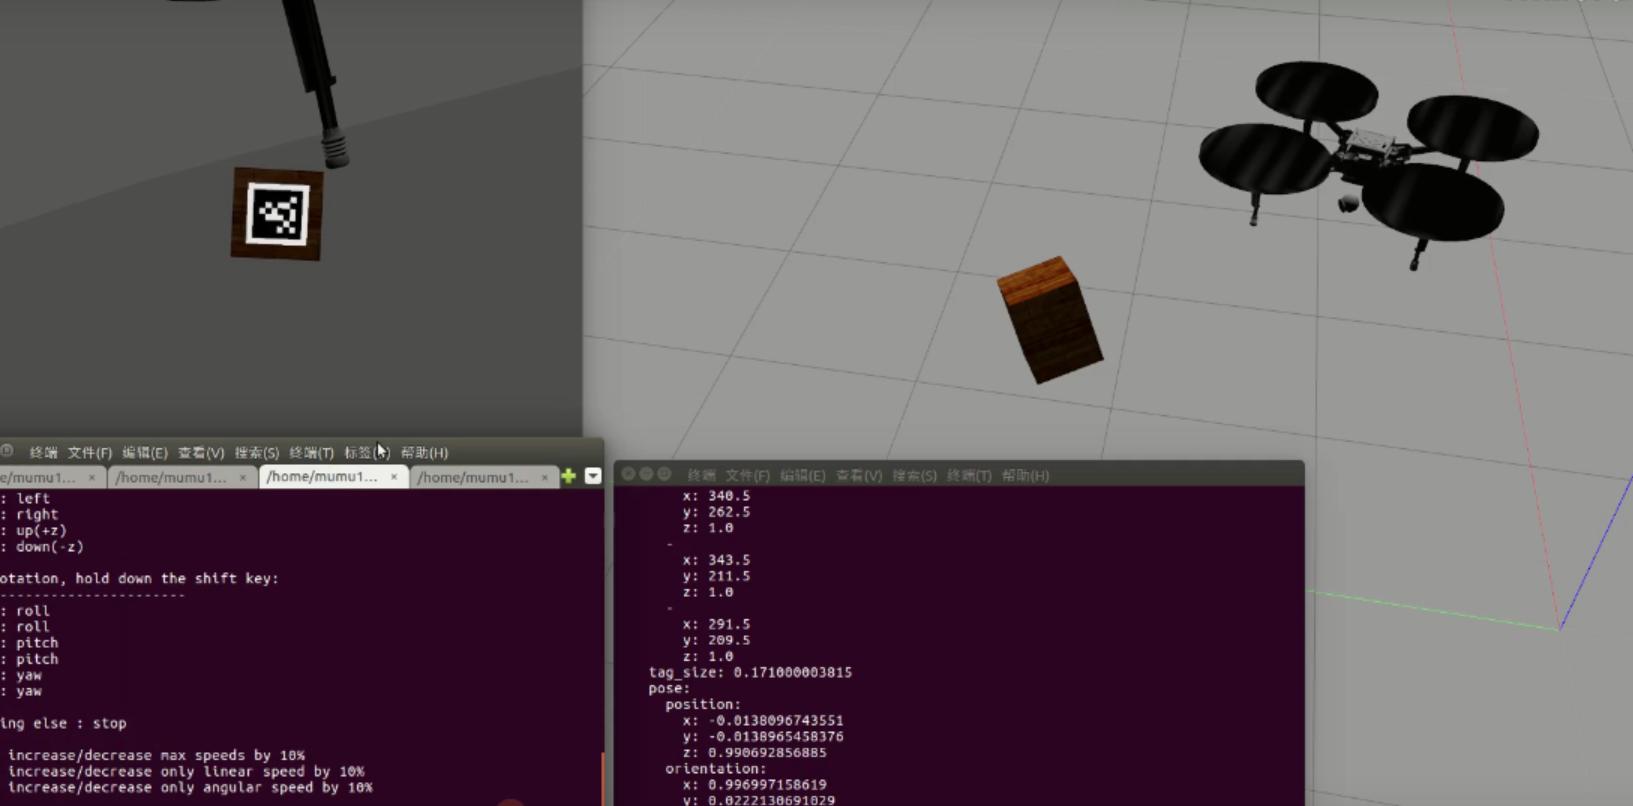 终端 文件(F) 编辑(E) 查看(V) 搜索(S) 终端(T) 标签 帮助(H)
e/mumu1... × /home/mumu1... × /home/mumu1... × /home/mumu1... ×
: left
: right
: up(+z)
: down(-z)
otation, hold down the shift key:
----------------------
: roll
: roll
: pitch
: pitch
: yaw
: yaw
ing else : stop
increase/decrease max speeds by 10%
increase/decrease only linear speed by 10%
increase/decrease only angular speed by 10%
终端 文件(F) 编辑(E) 查看(V) 搜索(S) 终端(T) 帮助(H)
x: 340.5
y: 262.5
z: 1.0
-
x: 343.5
y: 211.5
z: 1.0
-
x: 291.5
y: 209.5
z: 1.0
tag_size: 0.171000003815
pose:
position:
x: -0.0138096743551
y: -0.0138965458376
z: 0.990692856885
orientation:
x: 0.996997158619
y: 0.0222130691029